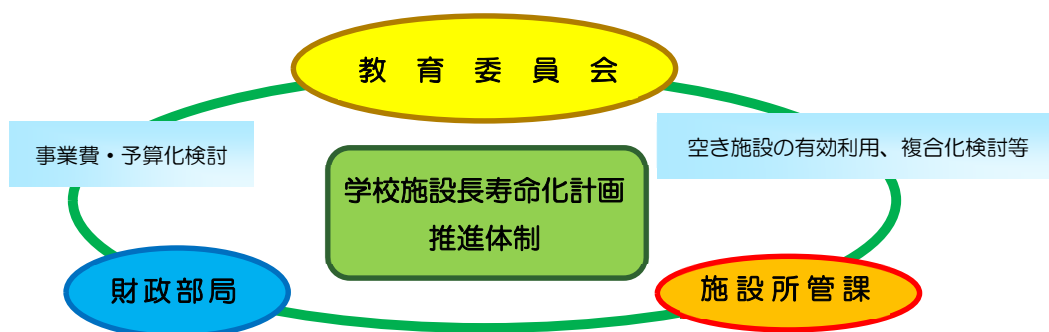 教育委員会
事業費・予算化検討
空き施設の有効利用、複合化検討等
学校施設長寿命化計画
推進体制
財政部局
施設所管課